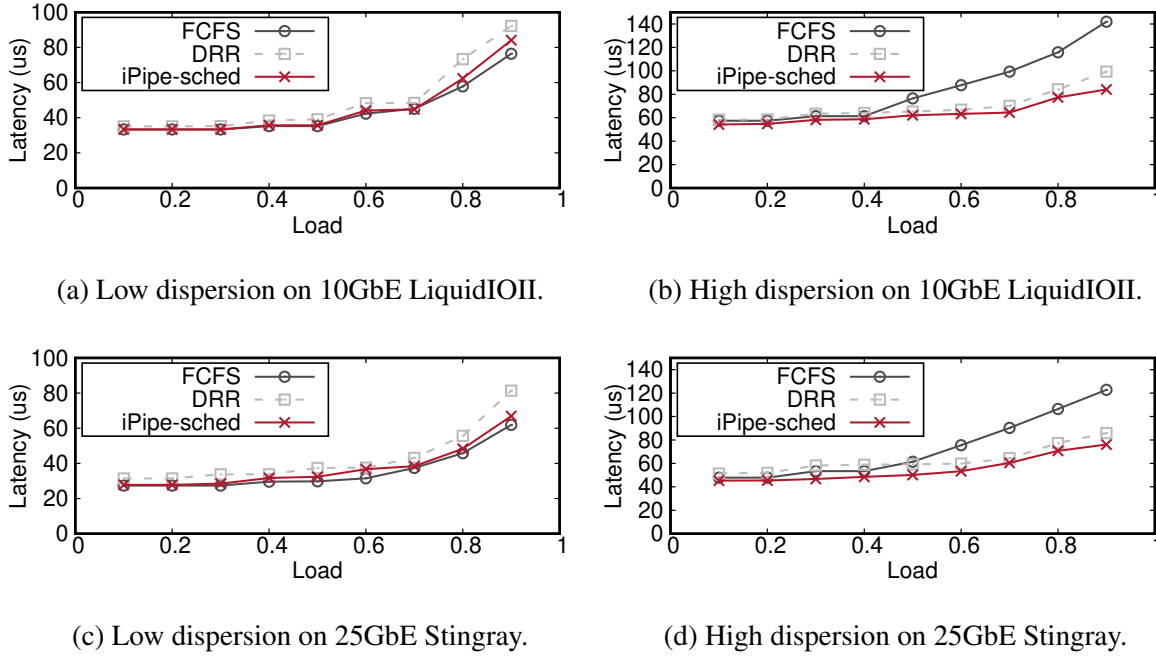 100
80
60
40
20
0
FCFS
DRR
iPipe-sched
Latency (us)
0 0.2 0.4 0.6 0.8 1
Load
(a) Low dispersion on 10GbE LiquidIOII.
140
120
100
80
60
40
20
0
FCFS
DRR
iPipe-sched
Latency (us)
0 0.2 0.4 0.6 0.8 1
Load
(b) High dispersion on 10GbE LiquidIOII.
100
80
60
40
20
0
FCFS
DRR
iPipe-sched
Latency (us)
0 0.2 0.4 0.6 0.8 1
Load
(c) Low dispersion on 25GbE Stingray.
140
120
100
80
60
40
20
0
FCFS
DRR
iPipe-sched
Latency (us)
0 0.2 0.4 0.6 0.8 1
Load
(d) High dispersion on 25GbE Stingray.